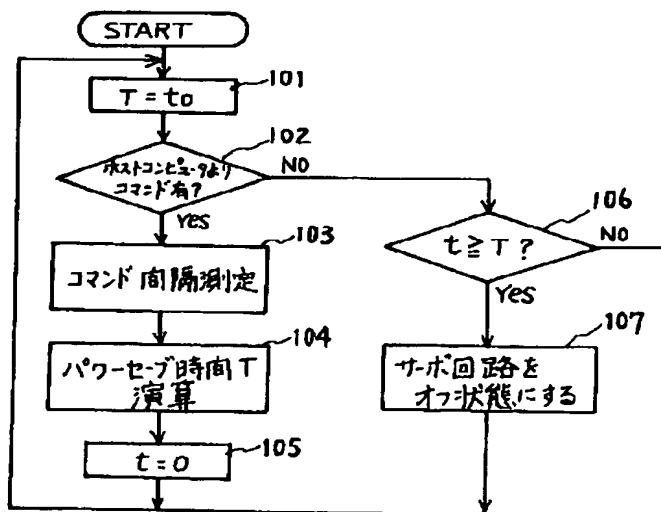 START
101
T = to
102
ホストコンピュータより
コマンド有?
NO
Yes
103
コマンド間隔測定
104
パワーセーブ時間T
演算
105
t=0
106
t≧T?
NO
Yes
107
サーボ回路を
オフ状態にする